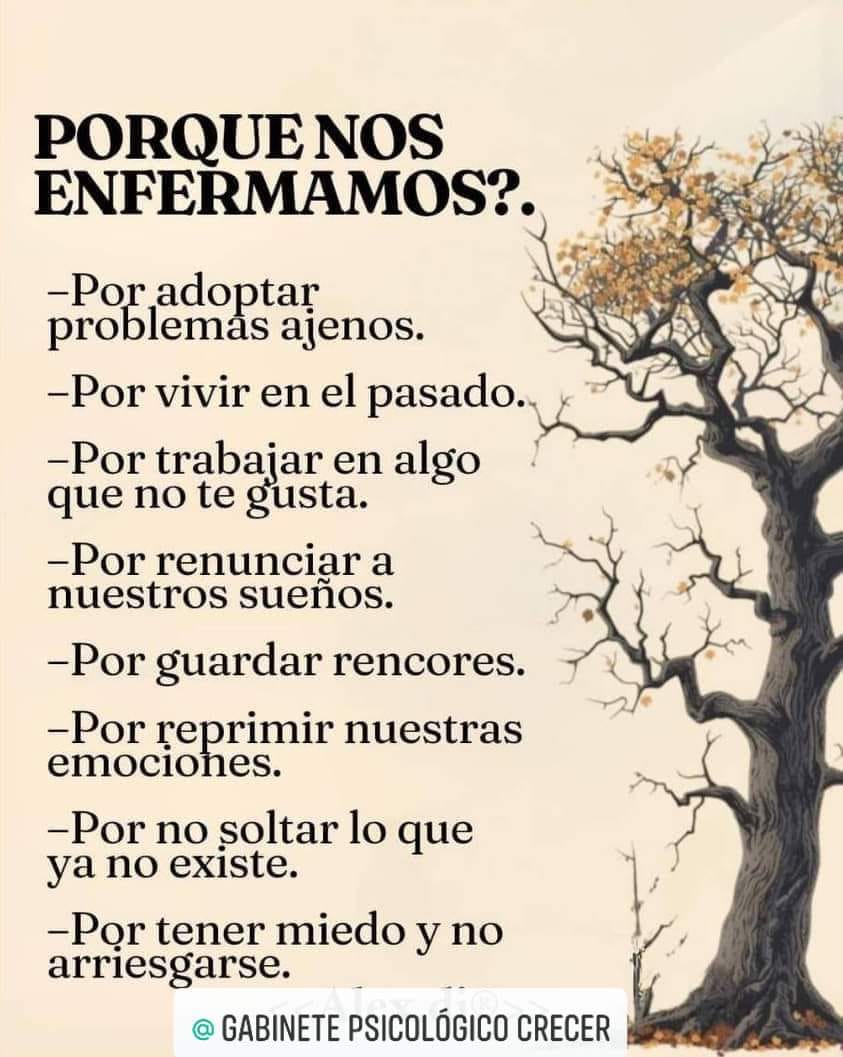 PORQUE NOS
ENFERMAMOS?.
–Por adoptar
problemas ajenos.
–Por vivir en el pasado.
–Por trabajar en algo
que no te gusta.
–Por renunciar a
nuestros sueños.
–Por guardar rencores.
–Por reprimir nuestras
emociones.
–Por no soltar lo que
ya no existe.
–Por tener miedo y no
arriesgarse.
@ GABINETE PSICOLÓGICO CRECER